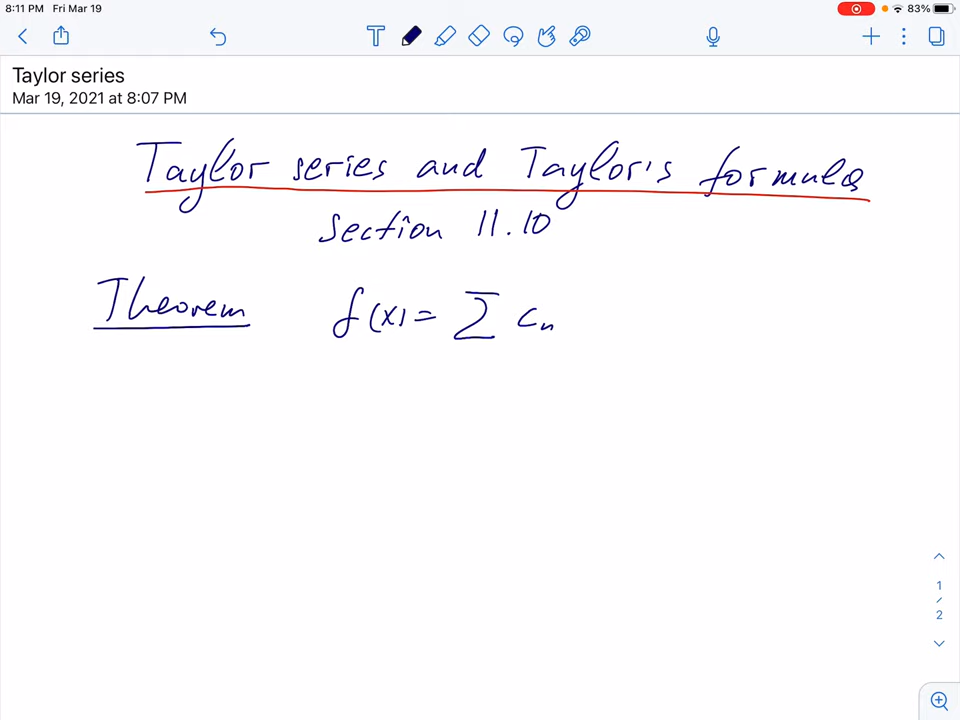 8:11 PM Fri Mar 19 83%
T
Taylor series
Mar 19, 2021 at 8:07 PM
Taylor series and Taylor's formula
section 11.10
Theorem f(x) = Σ cₙ
1
/
2